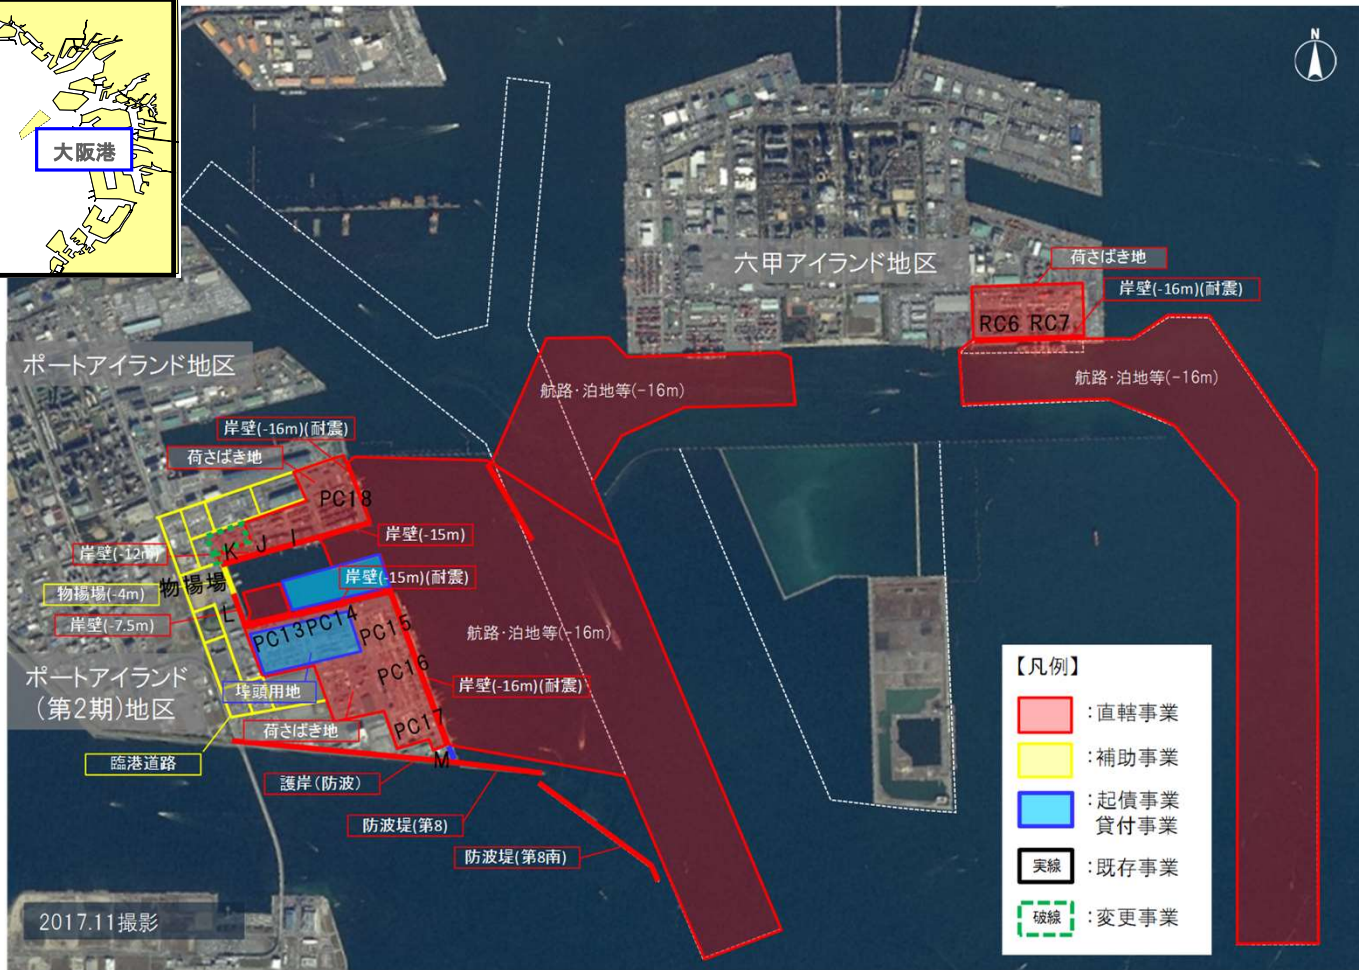 大阪港
N
六甲アイランド地区
荷さばき地
岸壁(-16m)(耐震)
RC6 RC7
ポートアイランド地区
航路・泊地等(-16m)
航路・泊地等(-16m)
岸壁(-16m)(耐震)
荷さばき地
PC18
岸壁(-15m)
K J I
岸壁(-12m)
物揚場
岸壁(-15m)(耐震)
物揚場(-4m)
L
岸壁(-7.5m)
PC13 PC14
PC15
航路・泊地等(-16m)
PC16
ポートアイランド
(第2期)地区
埠頭用地
岸壁(-16m)(耐震)
PC17
荷さばき地
M
臨港道路
護岸(防波)
防波堤(第8)
防波堤(第8南)
2017.11撮影
【凡例】
:直轄事業
:補助事業
:起債事業
貸付事業
実線 :既存事業
破線 :変更事業